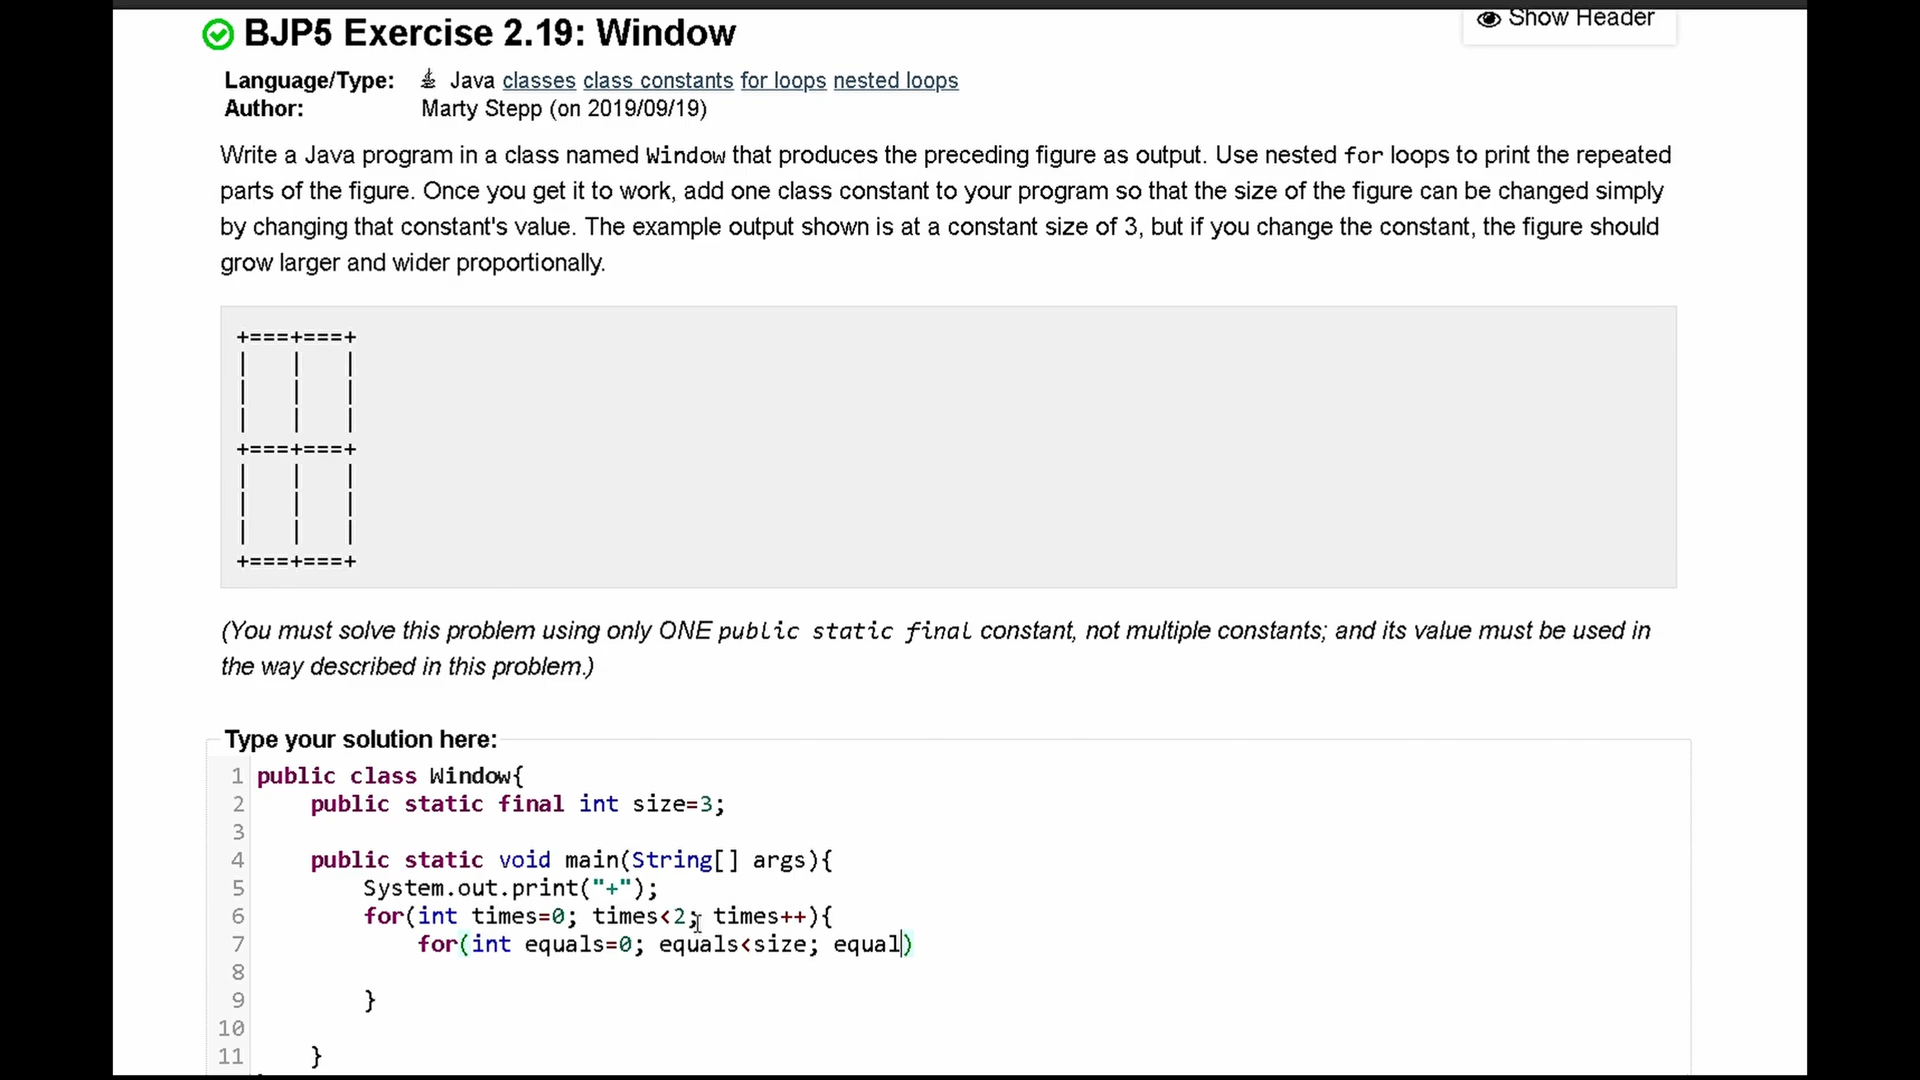 BJP5 Exercise 2.19: Window
Show Header
Language/Type: Java classes class constants for loops nested loops
Author: Marty Stepp (on 2019/09/19)
Write a Java program in a class named Window that produces the preceding figure as output. Use nested for loops to print the repeated
parts of the figure. Once you get it to work, add one class constant to your program so that the size of the figure can be changed simply
by changing that constant's value. The example output shown is at a constant size of 3, but if you change the constant, the figure should
grow larger and wider proportionally.
+===+===+
|   |   |
|   |   |
|   |   |
+===+===+
|   |   |
|   |   |
|   |   |
+===+===+
(You must solve this problem using only ONE public static final constant, not multiple constants; and its value must be used in
the way described in this problem.)
Type your solution here:
1 public class Window{
2     public static final int size=3;
3
4     public static void main(String[] args){
5         System.out.print("+");
6         for(int times=0; times<2; times++){
7             for(int equals=0; equals<size; equal)
8
9         }
10
11     }